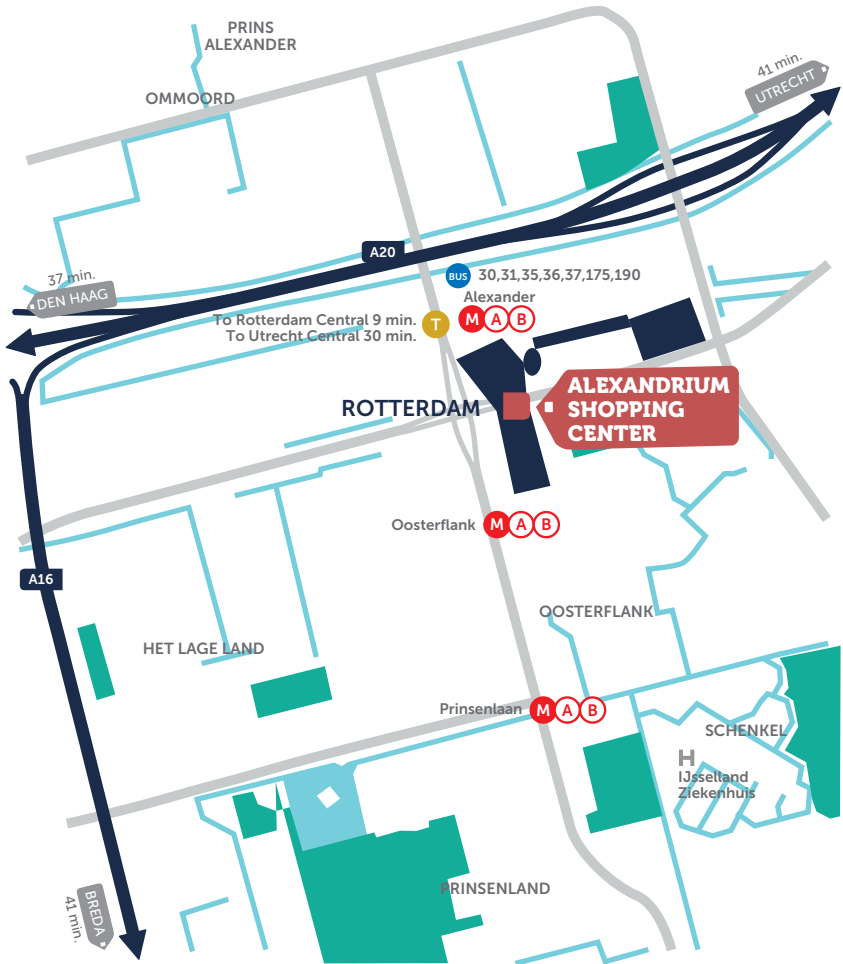 PRINS
ALEXANDER
OMMOORD
41 min.
UTRECHT
A20
37 min.
DEN HAAG
BUS 30,31,35,36,37,175,190
Alexander
M A B
To Rotterdam Central 9 min.
To Utrecht Central 30 min.
T
ROTTERDAM
ALEXANDRIUM
SHOPPING
CENTER
Oosterflank M A B
A16
OOSTERFLANK
HET LAGE LAND
Prinsenlaan M A B
SCHENKEL
H
IJsselland
Ziekenhuis
PRINSENLAND
BREDA
41 min.